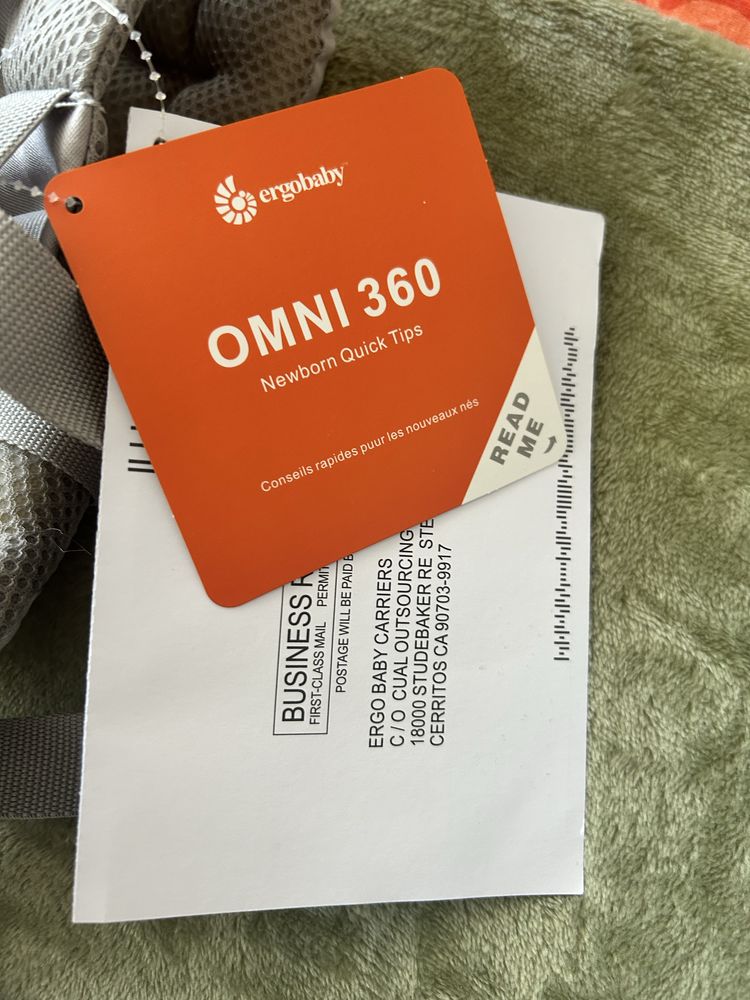 ergobaby
OMNI 360
Newborn Quick Tips
Conseils rapides puur les nouveaux nés
READ
ME
BUSINESS
FIRST-CLASS MAIL PERMIT
POSTAGE WILL BE PAID
ERGO BABY CARRIERS
C / O CUAL OUTSOURCING
18000 STUDEBAKER RE STE
CERRITOS CA 90703-9917